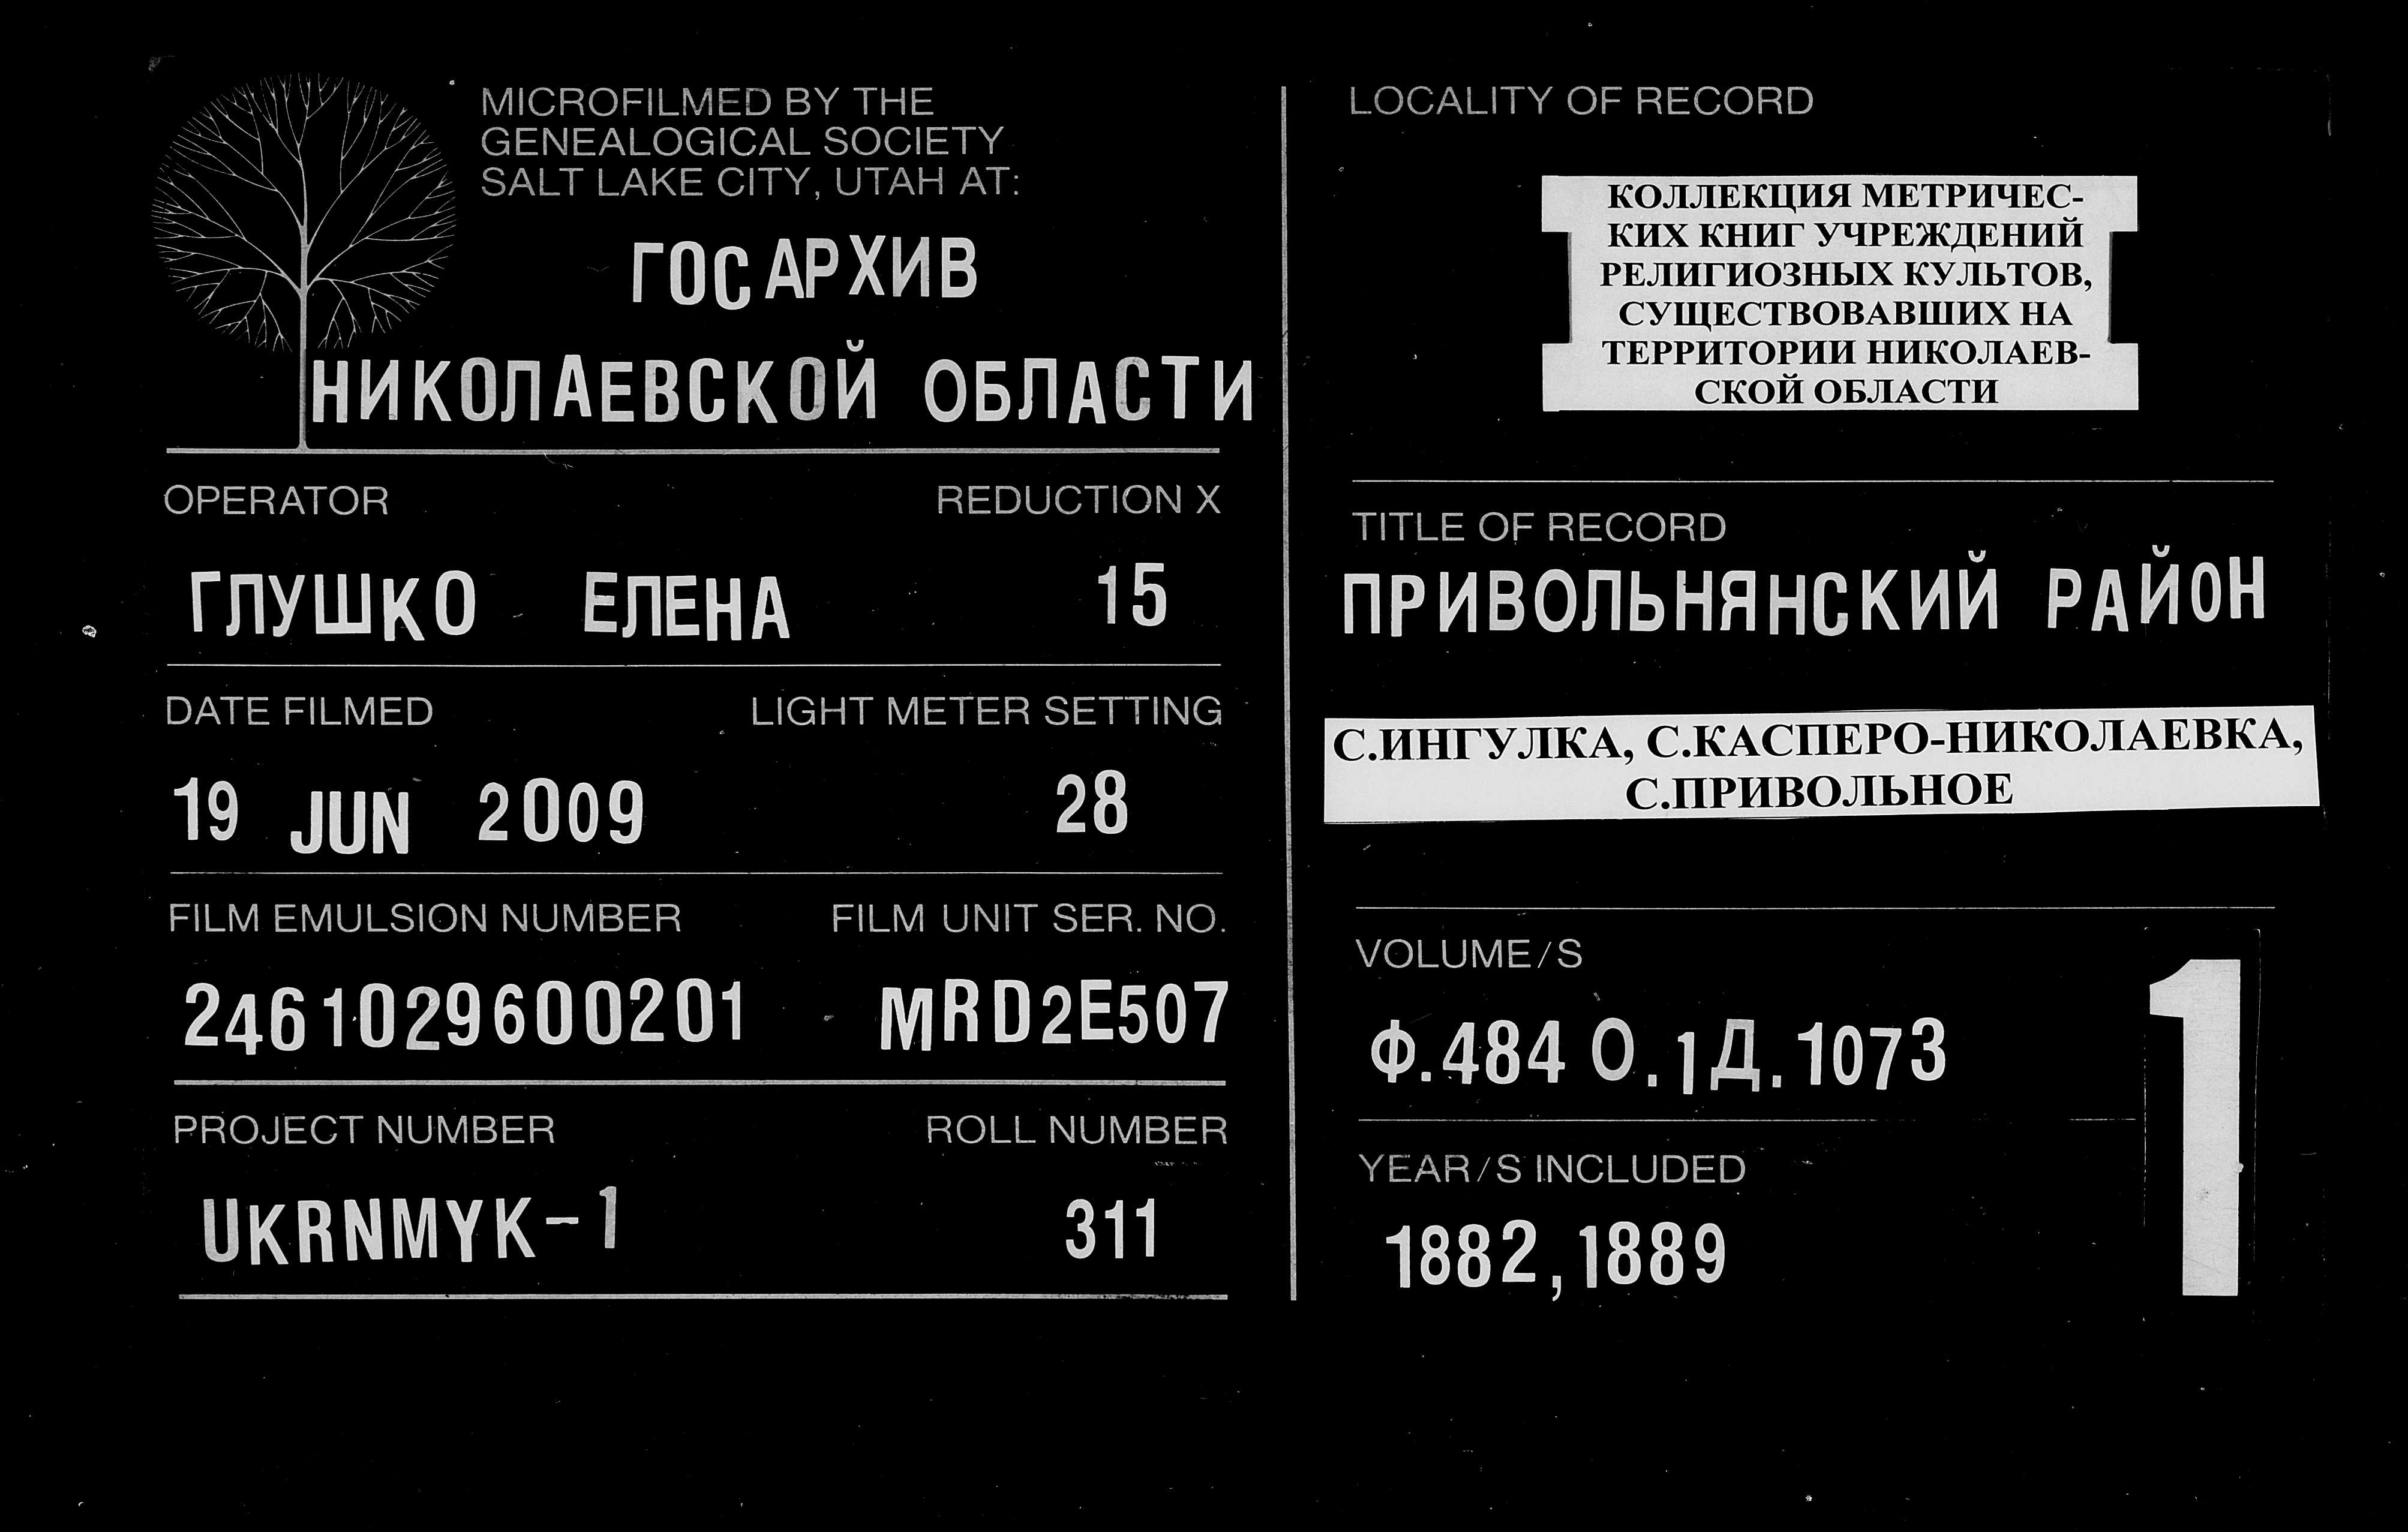 MICROFILMED BY THE
GENEALOGICAL SOCIETY
SALT LAKE CITY, UTAH AT:
ГОСАРХИВ
НИКОЛАЕВСКОЙ ОБЛАСТИ
OPERATOR REDUCTION X
ГЛУШКО ЕЛЕНА 15
DATE FILMED LIGHT METER SETTING
19 JUN 2009 28
FILM EMULSION NUMBER FILM UNIT SER. NO.
2461029600201 MRD2E507
PROJECT NUMBER ROLL NUMBER
UKRNMYK-1 311
LOCALITY OF RECORD
КОЛЛЕКЦИЯ МЕТРИЧЕС-
КИХ КНИГ УЧРЕЖДЕНИЙ
РЕЛИГИОЗНЫХ КУЛЬТОВ,
СУЩЕСТВОВАВШИХ НА
ТЕРРИТОРИИ НИКОЛАЕВ-
СКОЙ ОБЛАСТИ
TITLE OF RECORD
ПРИВОЛЬНЯНСКИЙ РАЙОН
С.ИНГУЛКА, С.КАСПЕРО-НИКОЛАЕВКА,
С.ПРИВОЛЬНОЕ
VOLUME/S
Ф.484 О.1Д.1073
YEAR/S INCLUDED
1882,1889
1